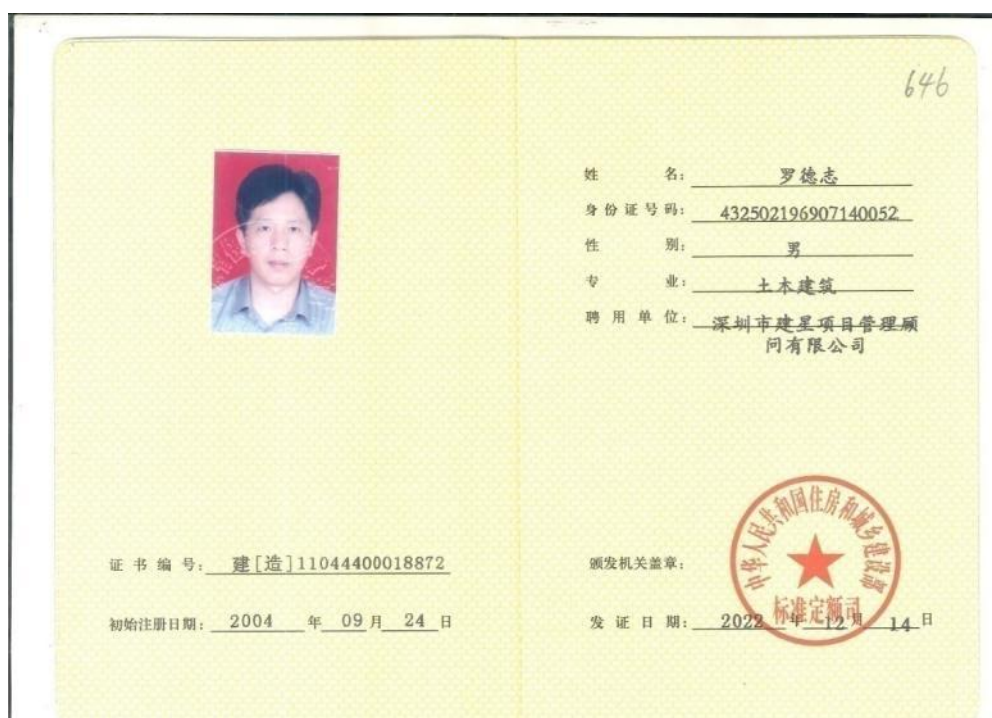 646
姓 名: 罗德志
身份证号码: 432502196907140052
性 别: 男
专 业: 土木建筑
聘用单位: 深圳市建星项目管理顾
问有限公司
证书编号: 建[造]11044400018872
初始注册日期: 2004 年 09 月 24 日
颁发机关盖章:
中华人民共和国住房和城乡建设部
标准定额司
发证日期: 2022 年 12 月 14 日